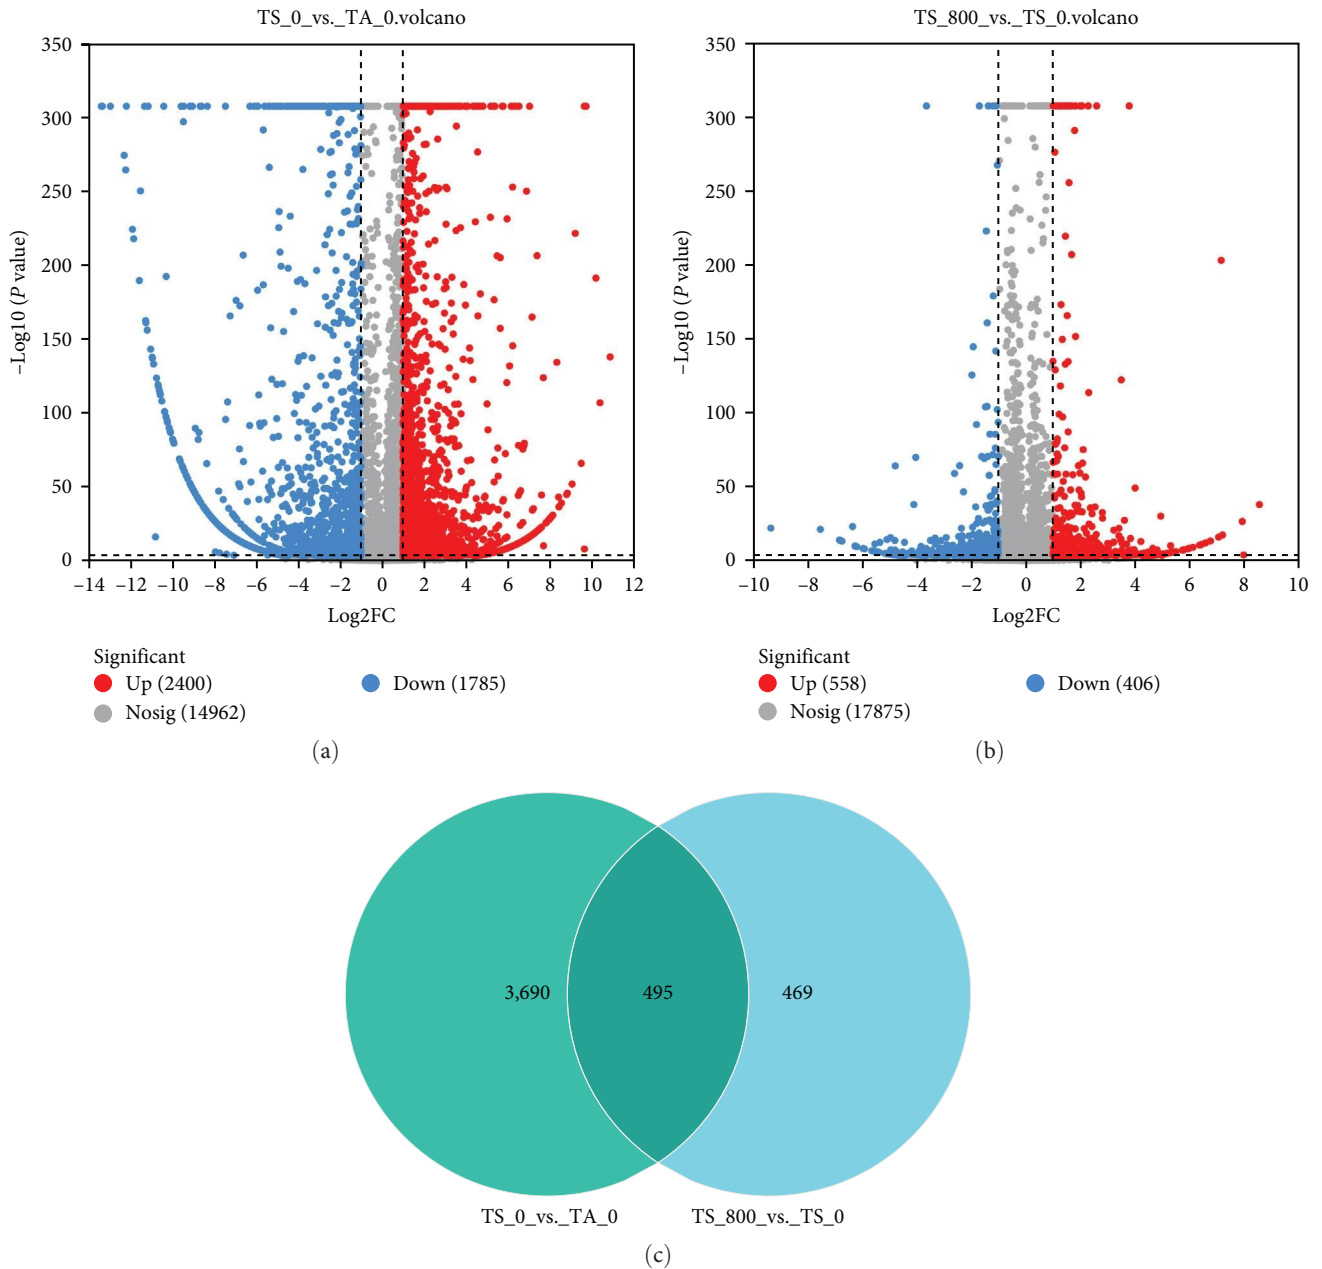 TS_0_vs._TA_0.volcano
350
300
250
200
150
100
50
0
−Log10 (P value)
−14 −12 −10 −8 −6 −4 −2 0 2 4 6 8 10 12
Log2FC
Significant
Up (2400)
Down (1785)
Nosig (14962)
(a)
TS_800_vs._TS_0.volcano
350
300
250
200
150
100
50
0
−Log10 (P value)
−10 −8 −6 −4 −2 0 2 4 6 8 10
Log2FC
Significant
Up (558)
Down (406)
Nosig (17875)
(b)
3,690 495 469
TS_0_vs._TA_0 TS_800_vs._TS_0
(c)